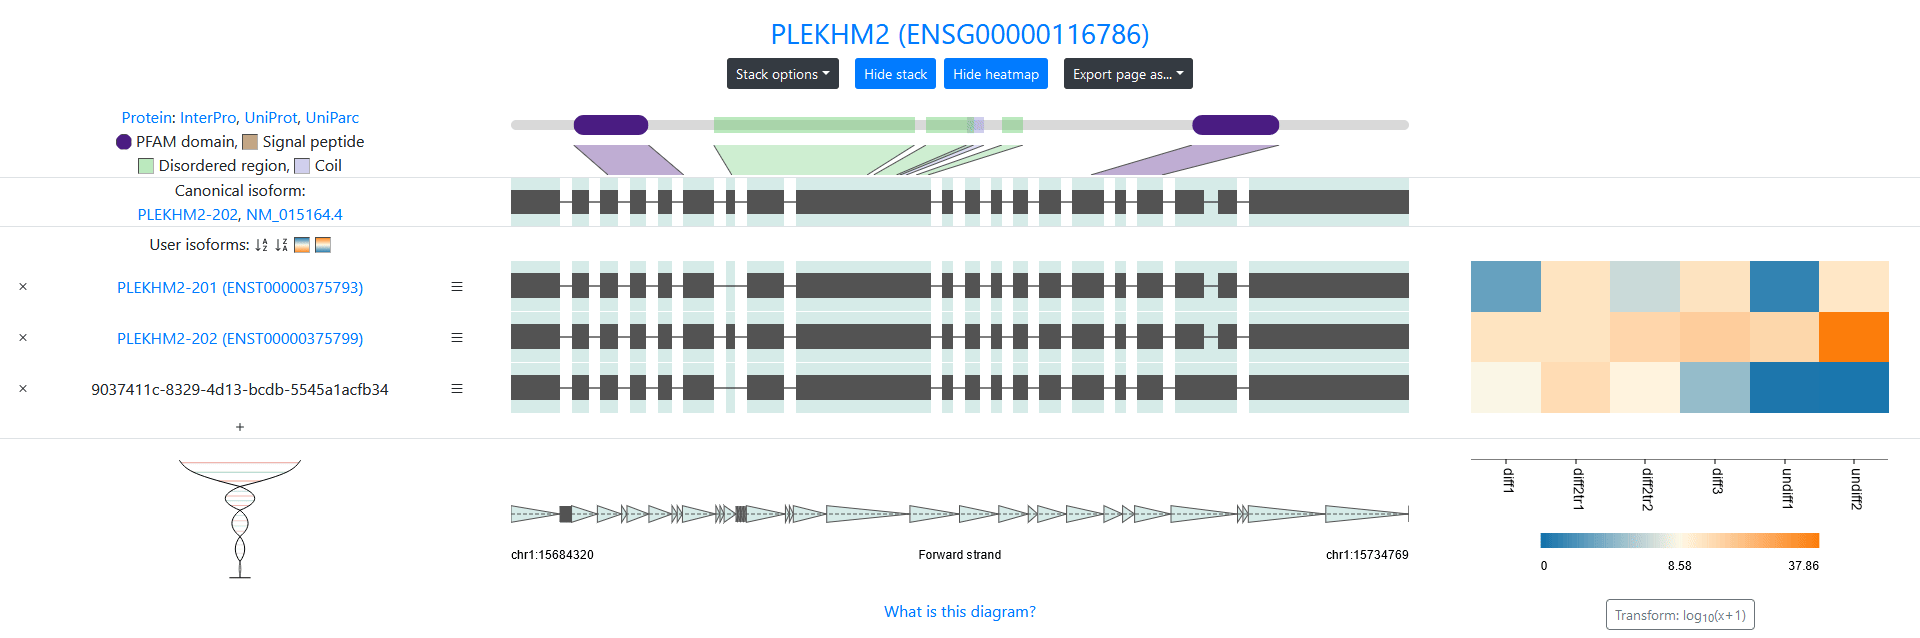 PLEKHM2 (ENSG00000116786)
Stack options Hide stack Hide heatmap Export page as...
Protein: InterPro, UniProt, UniParc
PFAM domain, Signal peptide
Disordered region, Coil
Canonical isoform:
PLEKHM2-202, NM_015164.4
User isoforms:
× PLEKHM2-201 (ENST00000375793)
× PLEKHM2-202 (ENST00000375799)
× 9037411c-8329-4d13-bcdb-5545a1acfb34
+
diff1 diff2tr1 diff2tr2 diff3 undiff1 undiff2
chr1:15684320 Forward strand chr1:15734769
0 8.58 37.86
What is this diagram?
Transform: log₁₀(x+1)